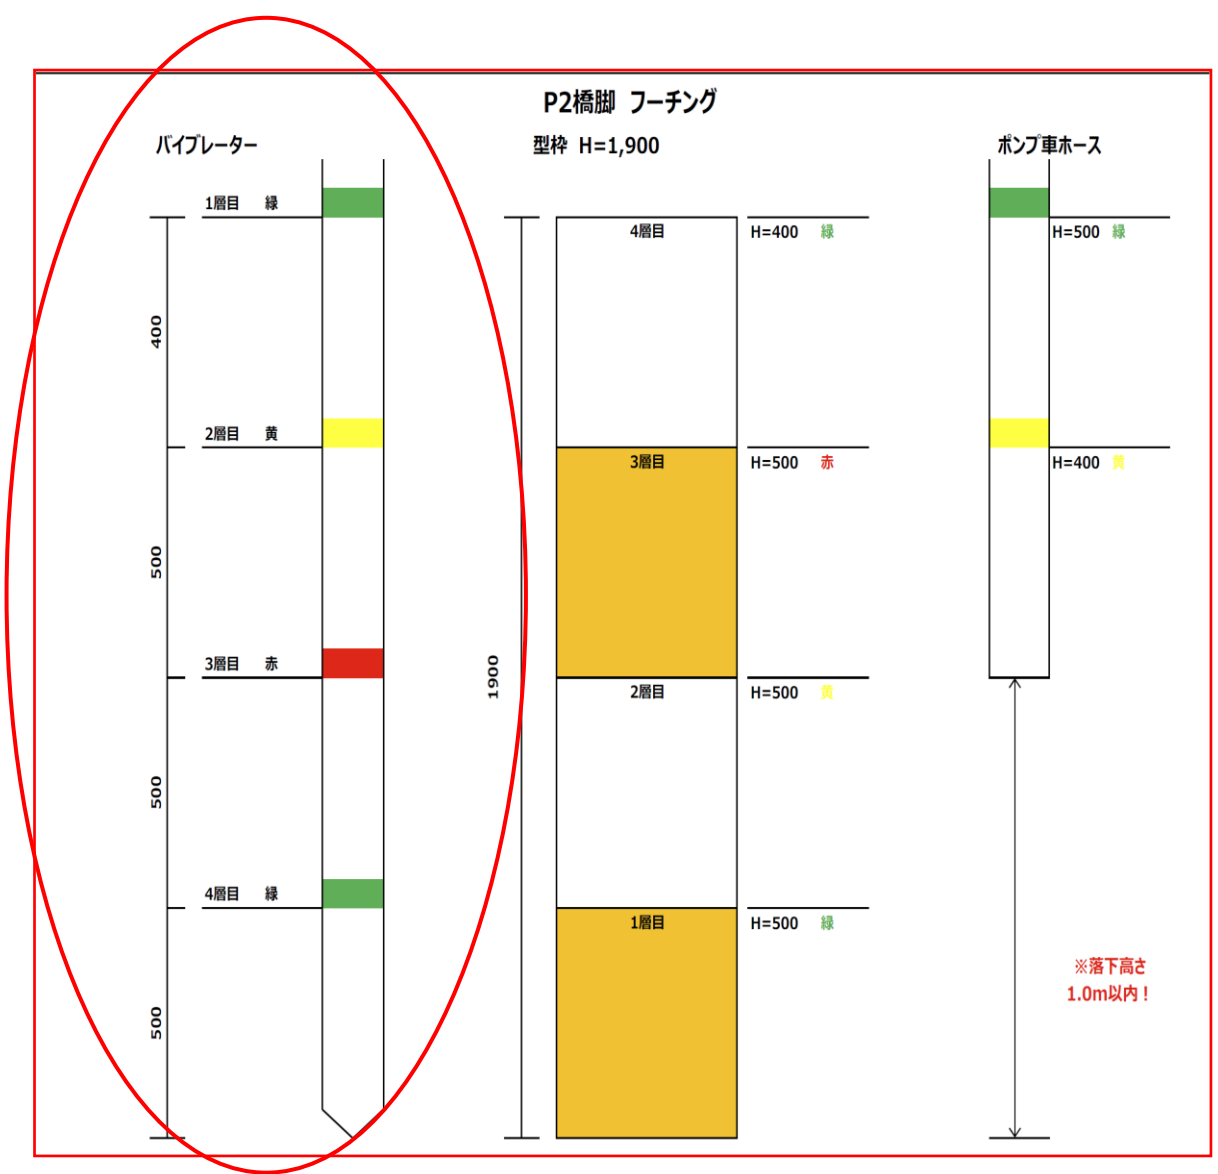 P2橋脚 フーチング
バイブレーター
型枠 H=1,900
ポンプ車ホース
1層目 緑
4層目
H=400 緑
H=500 緑
400
2層目 黄
3層目
H=500 赤
H=400 黄
500
3層目 赤
1900
2層目
H=500 黄
500
4層目 緑
1層目
H=500 緑
※落下高さ
1.0m以内！
500